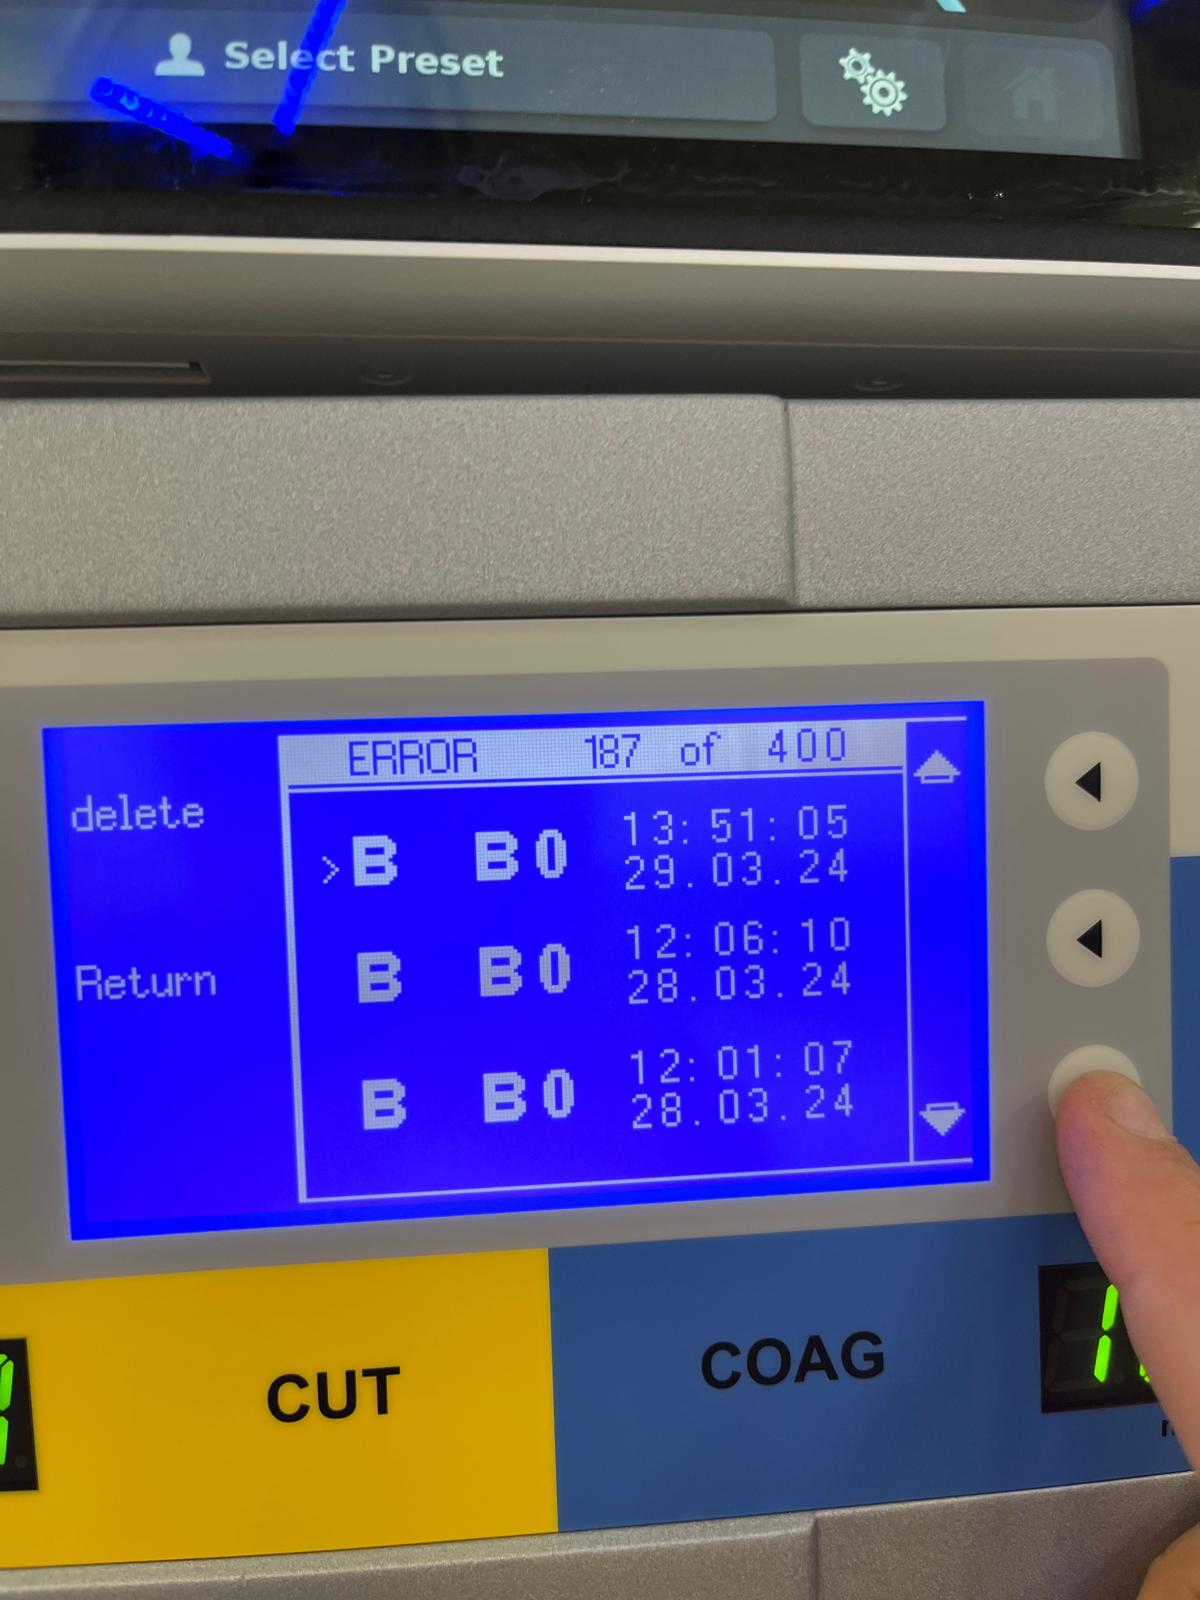 Select Preset
delete
Return
ERROR 187 of 400
>B B0 13:51:05
29.03.24
B B0 12:06:10
28.03.24
B B0 12:01:07
28.03.24
CUT
COAG